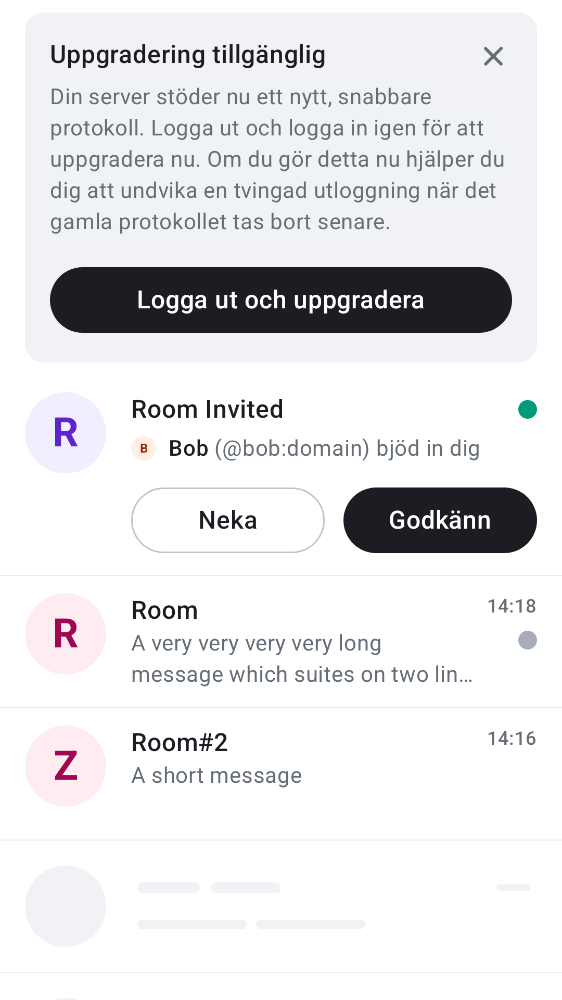 Uppgradering tillgänglig
Din server stöder nu ett nytt, snabbare
protokoll. Logga ut och logga in igen för att
uppgradera nu. Om du gör detta nu hjälper du
dig att undvika en tvingad utloggning när det
gamla protokollet tas bort senare.
Logga ut och uppgradera
R
Room Invited
B Bob (@bob:domain) bjöd in dig
Neka
Godkänn
R
Room
14:18
A very very very very long
message which suites on two lin…
Z
Room#2
14:16
A short message